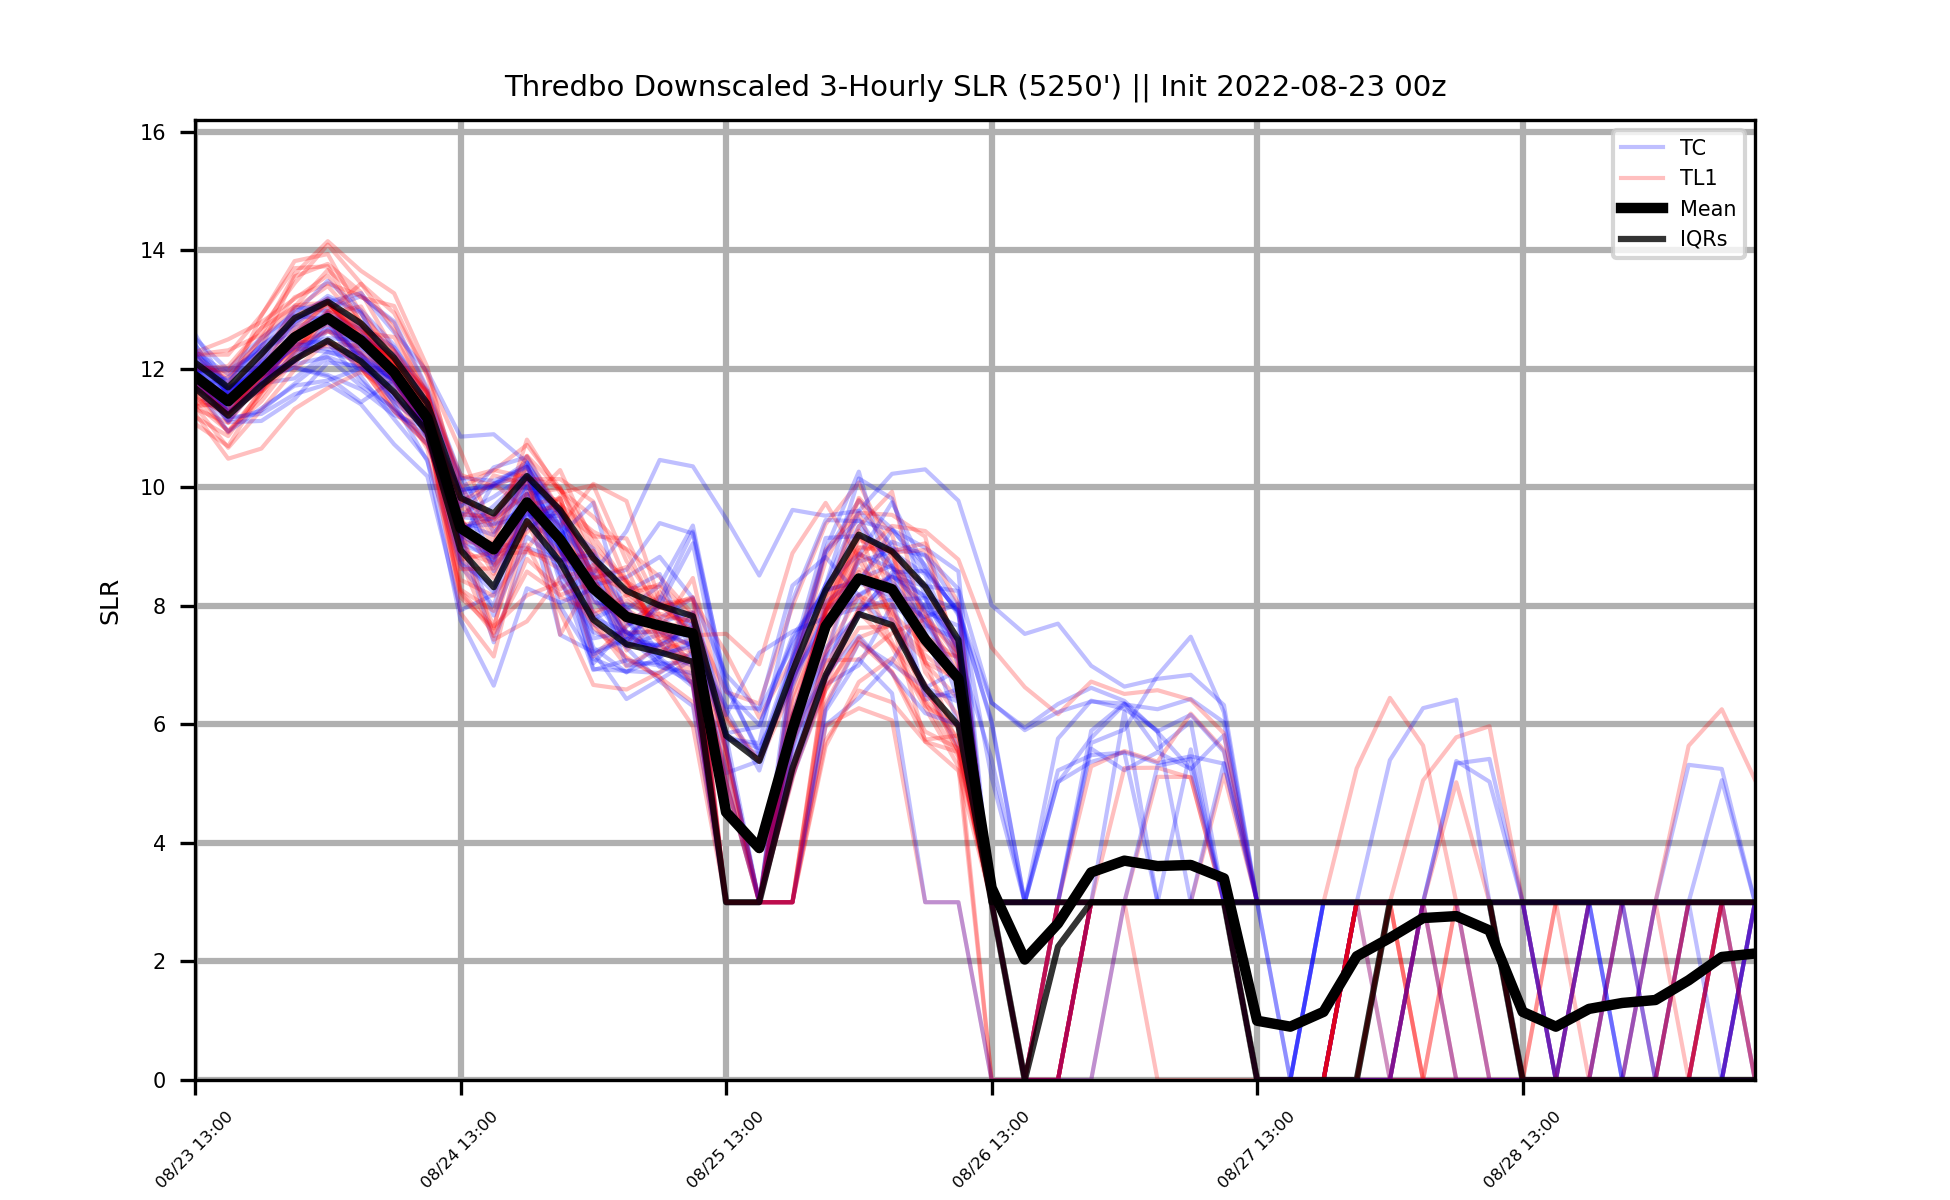 Thredbo Downscaled 3-Hourly SLR (5250') || Init 2022-08-23 00z
TC
TL1
Mean
IQRs
SLR
16
14
12
10
8
6
4
2
0
08/23 13:00
08/24 13:00
08/25 13:00
08/26 13:00
08/27 13:00
08/28 13:00